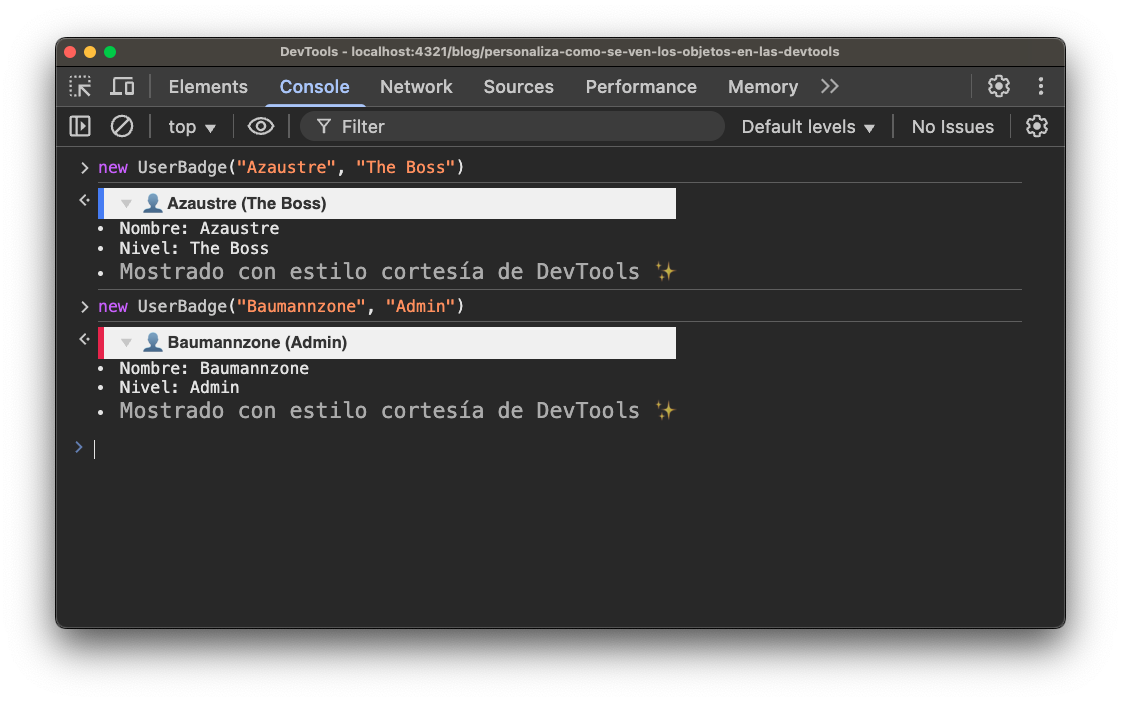 DevTools - localhost:4321/blog/personaliza-como-se-ven-los-objetos-en-las-devtools
Elements Console Network Sources Performance Memory
top Filter Default levels No Issues
new UserBadge("Azaustre", "The Boss")
Azaustre (The Boss)
Nombre: Azaustre
Nivel: The Boss
Mostrado con estilo cortesía de DevTools ✨
new UserBadge("Baumannzone", "Admin")
Baumannzone (Admin)
Nombre: Baumannzone
Nivel: Admin
Mostrado con estilo cortesía de DevTools ✨